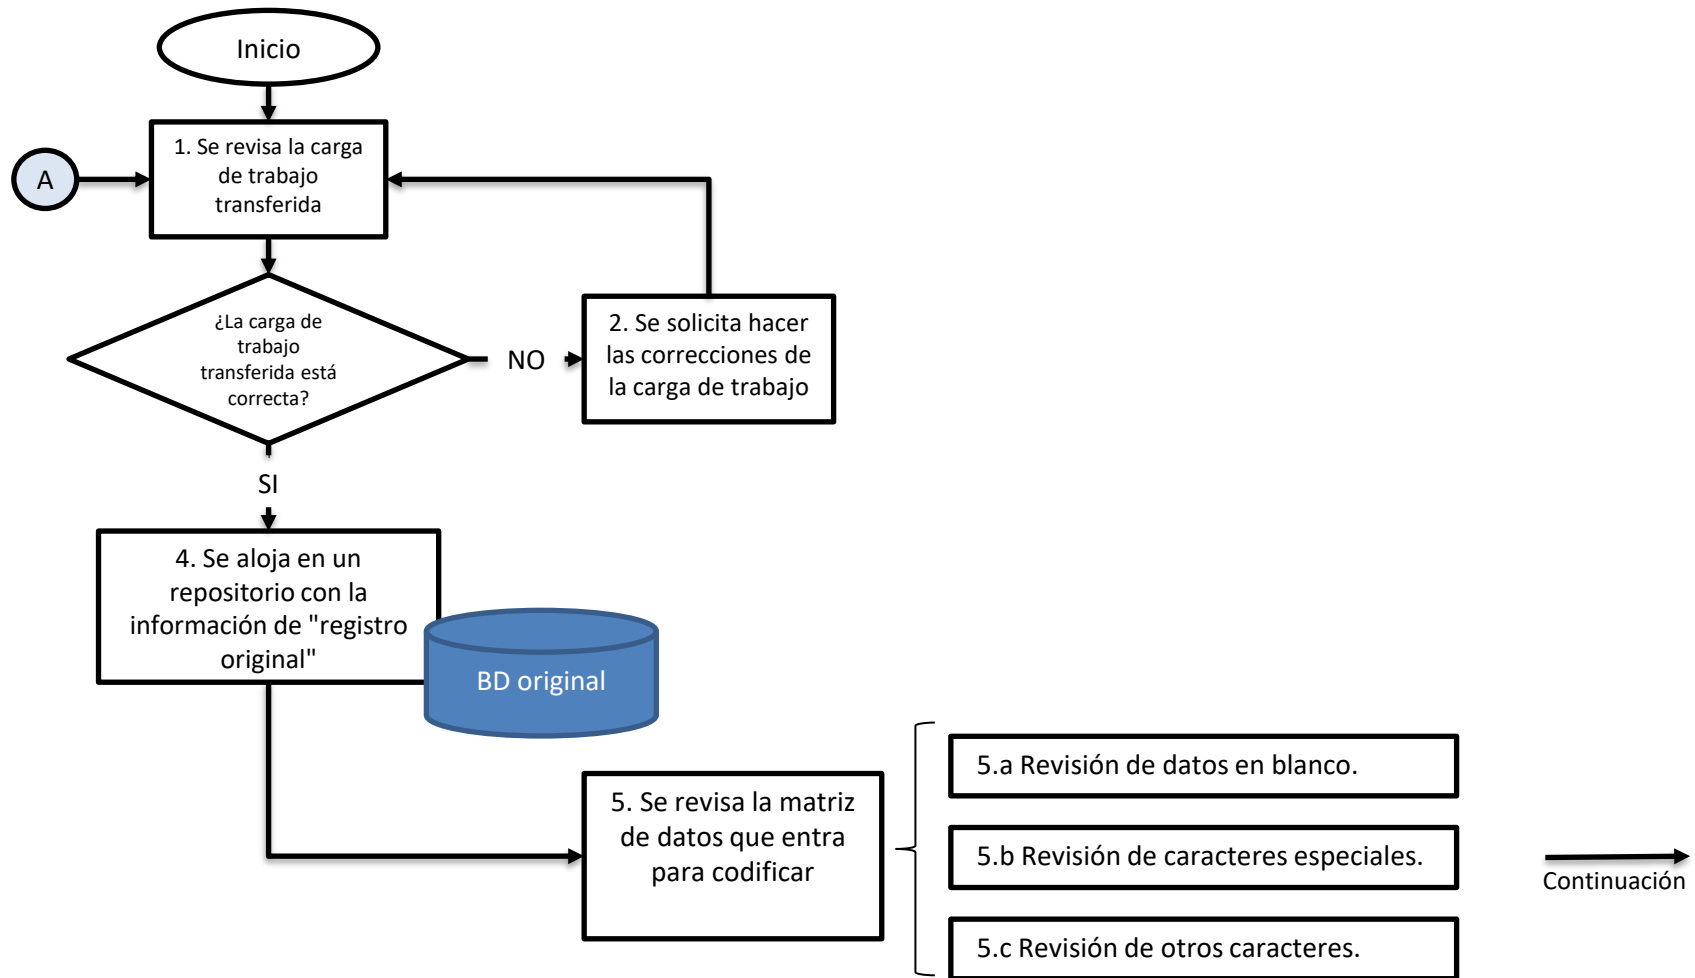 Inicio
1. Se revisa la carga
de trabajo
transferida
A
¿La carga de
trabajo
transferida está
correcta?
NO
2. Se solicita hacer
las correcciones de
la carga de trabajo
SI
4. Se aloja en un
repositorio con la
información de "registro
original"
BD original
5. Se revisa la matriz
de datos que entra
para codificar
5.a Revisión de datos en blanco.
5.b Revisión de caracteres especiales.
5.c Revisión de otros caracteres.
Continuación